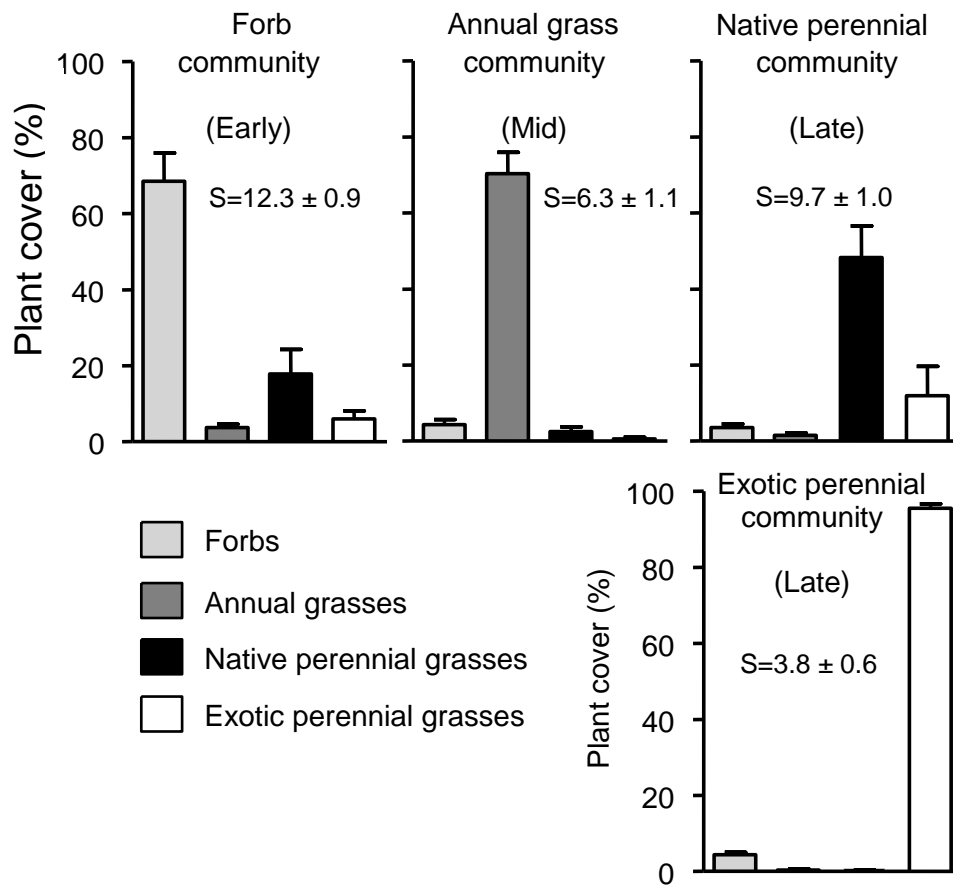 Forb
community
(Early)
S=12.3 ± 0.9
Annual grass
community
(Mid)
S=6.3 ± 1.1
Native perennial
community
(Late)
S=9.7 ± 1.0
Plant cover (%)
100
80
60
40
20
0
Forbs
Annual grasses
Native perennial grasses
Exotic perennial grasses
Exotic perennial
community
(Late)
S=3.8 ± 0.6
Plant cover (%)
100
80
60
40
20
0